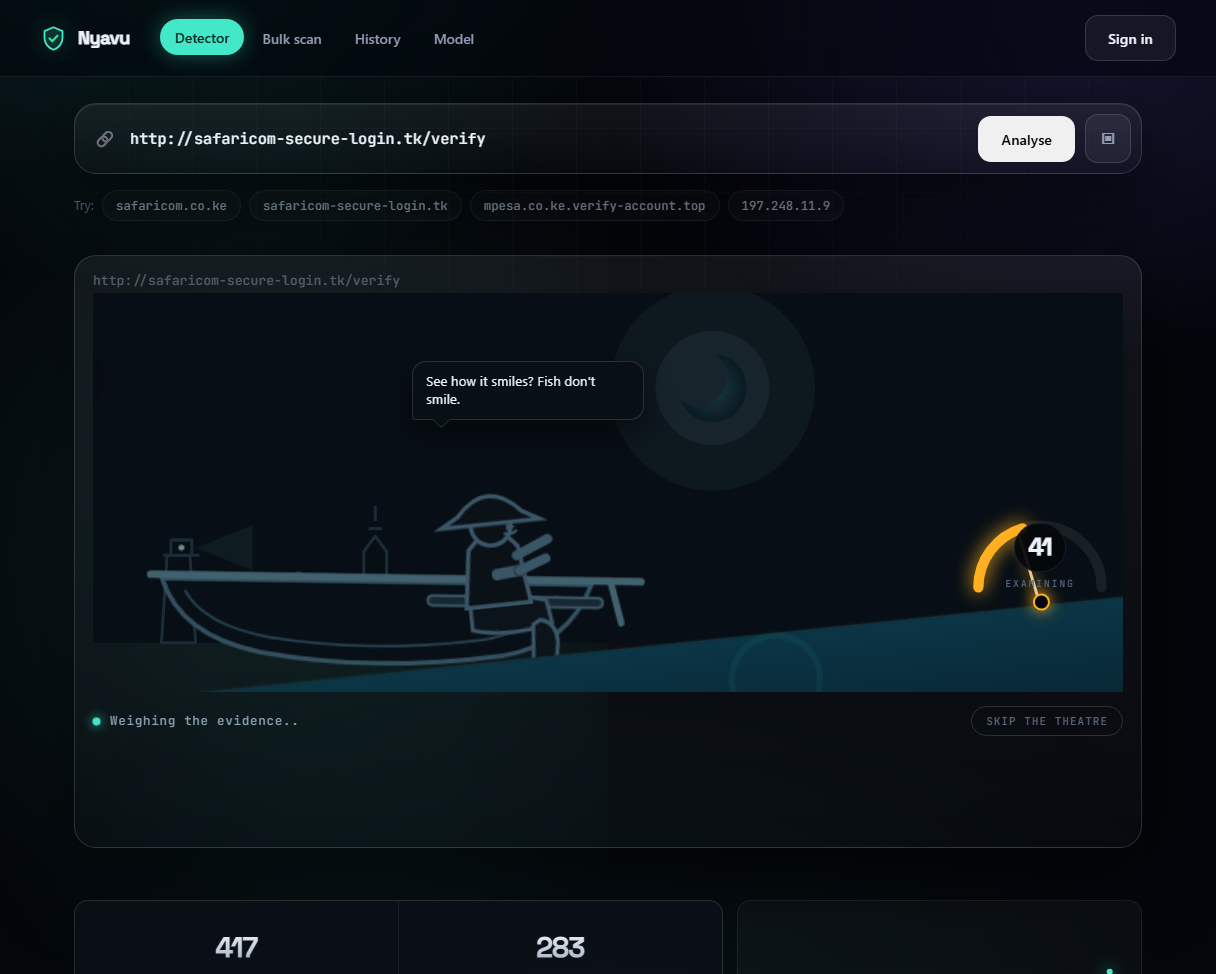 Nyavu
Detector
Bulk scan
History
Model
Sign in
http://safaricom-secure-login.tk/verify
Analyse
Try:
safaricom.co.ke
safaricom-secure-login.tk
mpesa.co.ke.verify-account.top
197.248.11.9
http://safaricom-secure-login.tk/verify
See how it smiles? Fish don't
smile.
41
EXAMINING
Weighing the evidence..
SKIP THE THEATRE
417
283